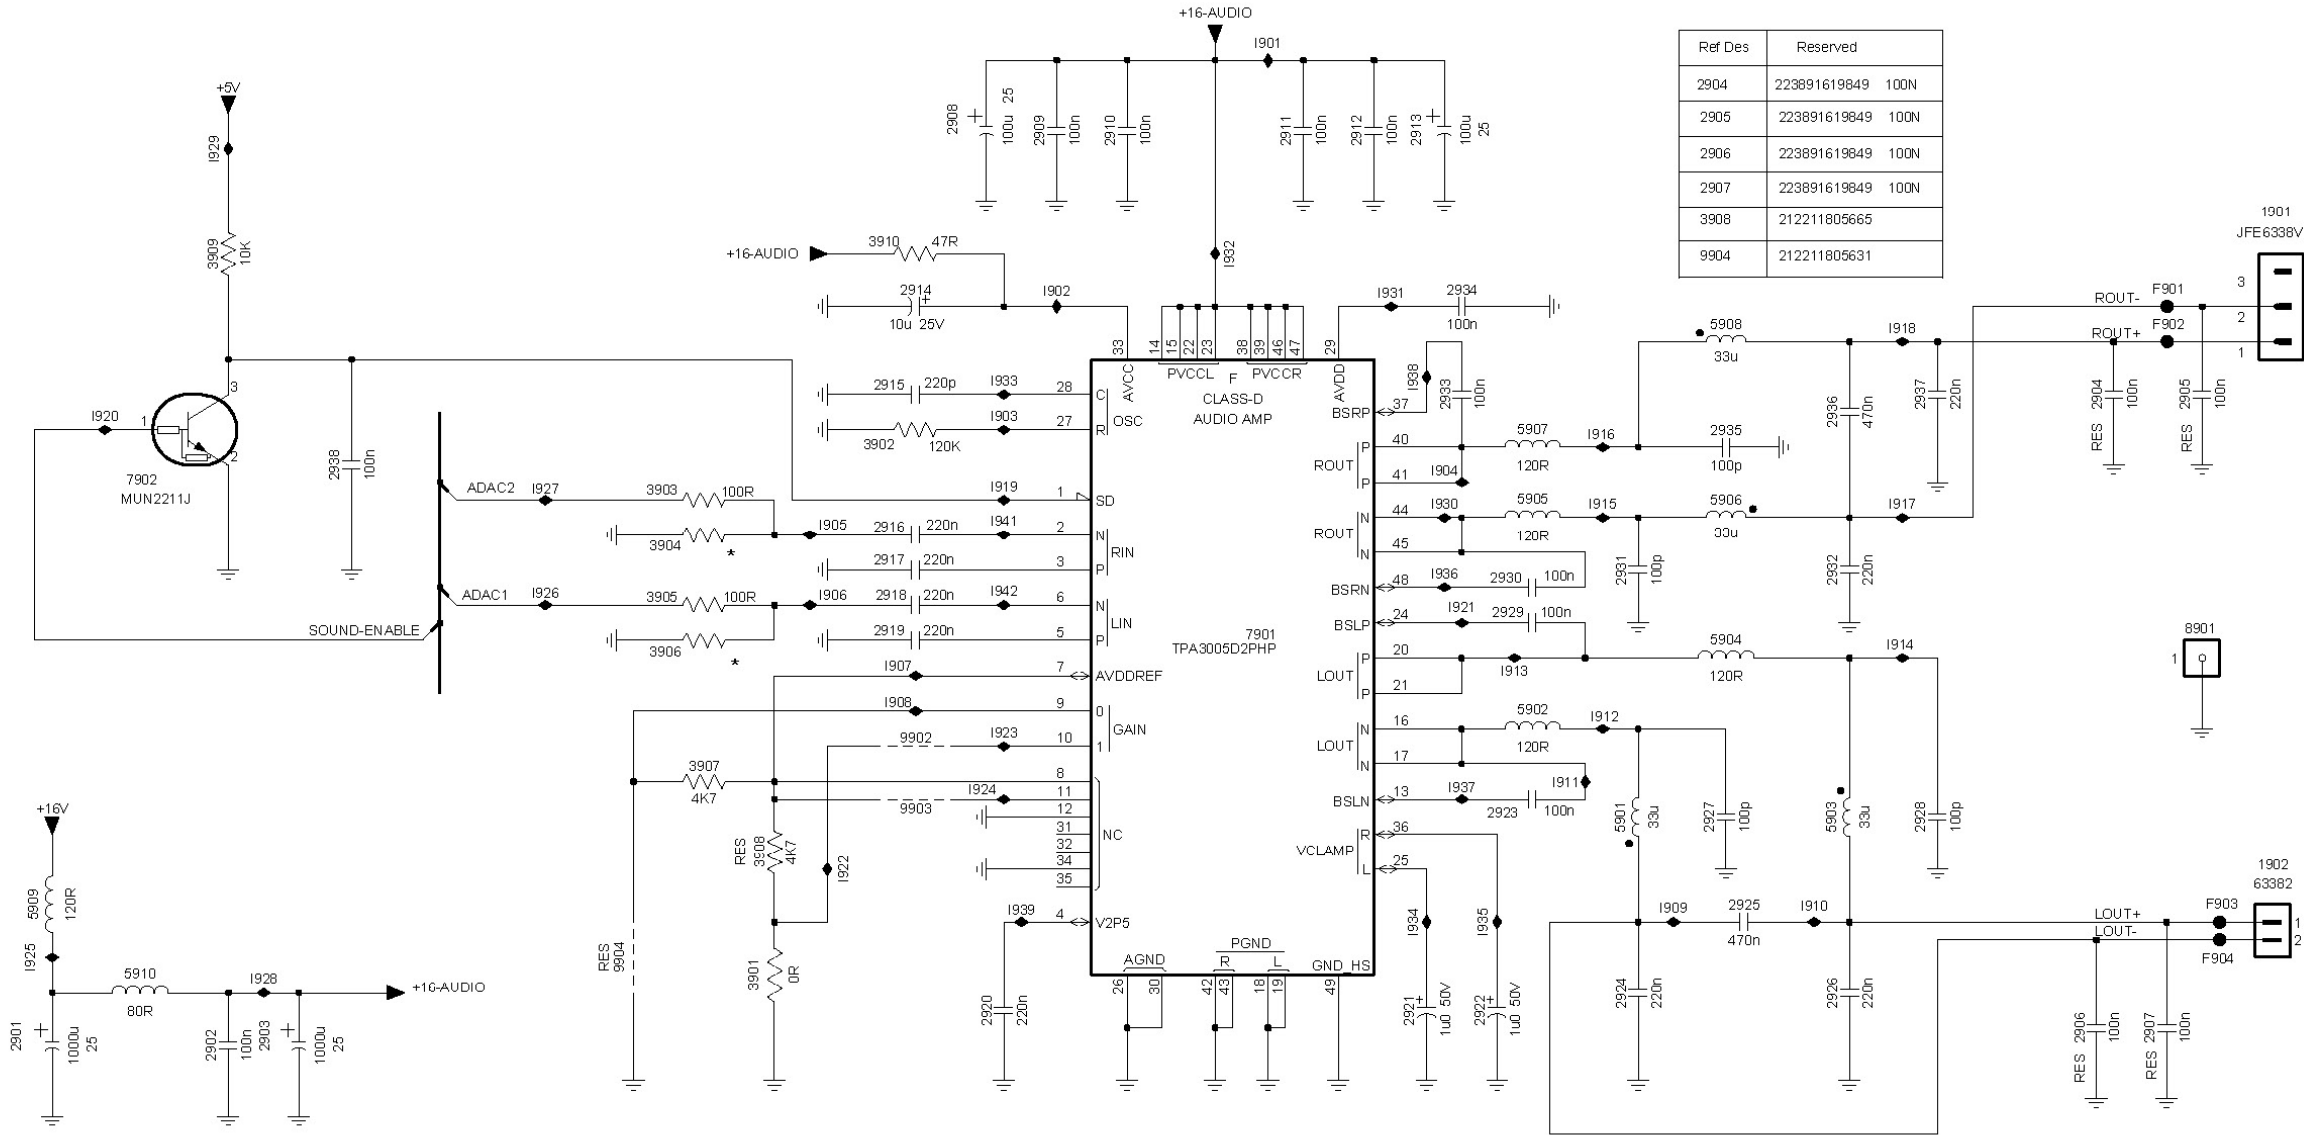 +16-AUDIO
I901
2908
100u 25
2909
100n
2910
100n
2911
100n
2912
100n
2913
100u
25
Ref Des Reserved
2904 223891619849 100N
2905 223891619849 100N
2906 223891619849 100N
2907 223891619849 100N
3908 212211805665
9904 212211805631
+5V
I929
3909
10K
1901
JFE6338V
3
2
1
+16-AUDIO
3910 47R
I932
2914
10u 25V
I902
I931
2934
100n
ROUT-
F901
ROUT+
F902
5908
33u
I918
33
14
15
22
23
38
39
46
47
29
AVCC
PVCCL
F
PVCCR
AVDD
CLASS-D
AUDIO AMP
2915 220p I933 28 C
I903 27 R
OSC
3902 120K
I938
2933
100n
37
BSRP
2936
470n
2937
220n
2904
100n
RES
2905
100n
RES
3
1
2
I920
7902
MUN2211J
2938
100n
40
P
ROUT
41
P
I904
5907
120R
I916
2935
100p
ADAC2
I927
3903 100R
I919 1 SD
3904 *
I905 2916 220n I941 2 N
RIN
2917 220n 3 P
44
N
ROUT
45
N
I930
5905
120R
I915
5906
33u
I917
2931
100p
2932
220n
ADAC1
I926
3905 100R
I906 2918 220n I942 6 N
LIN
2919 220n 5 P
3906 *
SOUND-ENABLE
BSRN
48
I936 2930 100n
BSLP
24
I921
2929 100n
7901
TPA3005D2PHP
20
P
LOUT
21
P
I913
5904
120R
I914
8901
1
I907 7 AVDDREF
I908 9 0
GAIN
9902 I923 10 1
16
N
LOUT
17
N
5902
120R
I912
I911
3907
4K7
8
I924
9903
11
12
31
32
34
35
NC
BSLN
13
I937
2923 100n
36
R
VCLAMP
25
L
5901
33u
2927
100p
5903
33u
2928
100p
RES
3908
4K7
I922
+16V
5909
120R
I925
I939 4 V2P5
I934
I935
I909
2925
470n
I910
LOUT+
LOUT-
F903
F904
1902
63382
1
2
RES
9904
3901
0R
AGND
PGND
R
L
GND_HS
26
30
42
43
18
19
49
5910
80R
I928
+16-AUDIO
2901
1000u
25
2902
100n
2903
1000u
25
2920
220n
2921
1u0 50V
2922
1u0 50V
2924
220n
2926
220n
RES 2906
100n
RES 2907
100n